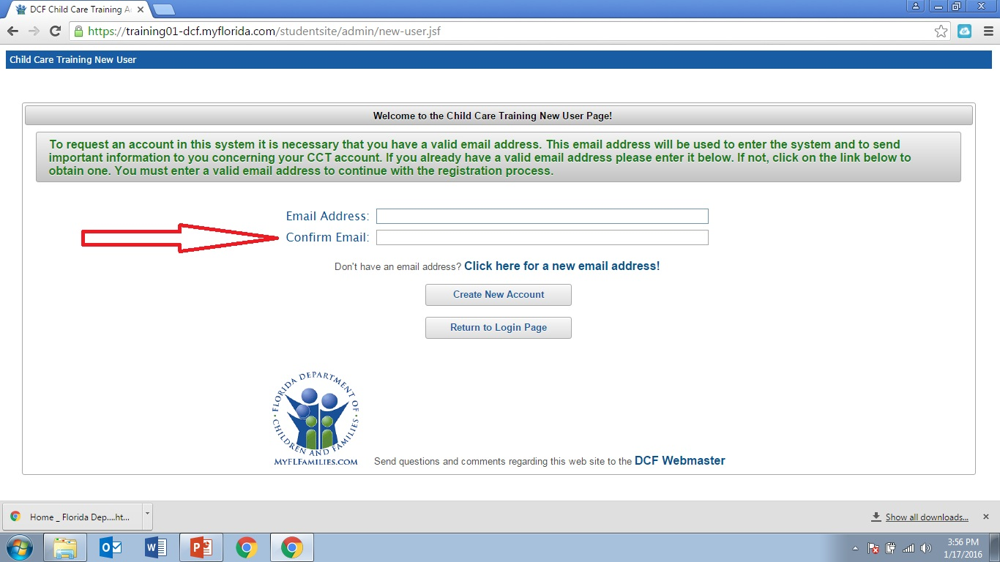 DCF Child Care Training A
https://training01-dcf.myflorida.com/studentsite/admin/new-user.jsf
Child Care Training New User
Welcome to the Child Care Training New User Page!
To request an account in this system it is necessary that you have a valid email address. This email address will be used to enter the system and to send
important information to you concerning your CCT account. If you already have a valid email address please enter it below. If not, click on the link below to
obtain one. You must enter a valid email address to continue with the registration process.
Email Address:
Confirm Email:
Don't have an email address? Click here for a new email address!
Create New Account
Return to Login Page
FLORIDA DEPARTMENT OF
CHILDREN AND FAMILIES
MYFLFAMILIES.COM
Send questions and comments regarding this web site to the DCF Webmaster
Home _ Florida Dep....ht...
Show all downloads...
3:56 PM
1/17/2016